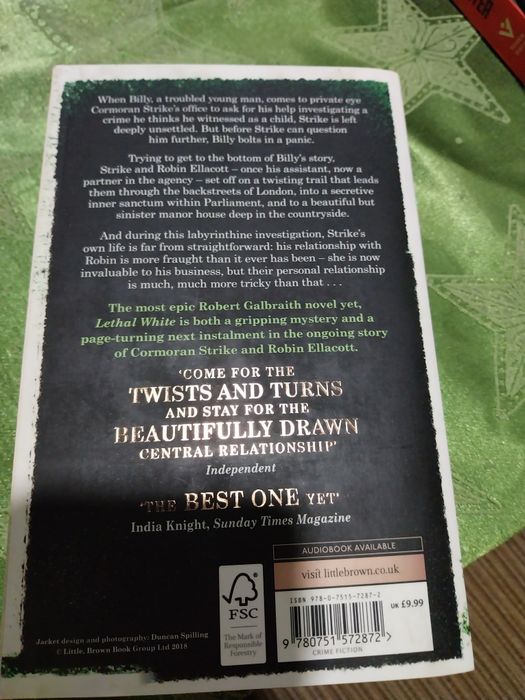 When Billy, a troubled young man, comes to private eye
Cormoran Strike's office to ask for his help investigating a
crime he thinks he witnessed as a child, Strike is left
deeply unsettled. But before Strike can question
him further, Billy bolts in a panic.
Trying to get to the bottom of Billy's story,
Strike and Robin Ellacott – once his assistant, now a
partner in the agency – set off on a twisting trail that leads
them through the backstreets of London, into a secretive
inner sanctum within Parliament, and to a beautiful but
sinister manor house deep in the countryside.
And during this labyrinthine investigation, Strike's
own life is far from straightforward: his relationship with
Robin is more fraught than it ever has been – she is now
invaluable to his business, but their personal relationship
is much, much more tricky than that . . .
The most epic Robert Galbraith novel yet,
Lethal White is both a gripping mystery and a
page-turning next instalment in the ongoing story
of Cormoran Strike and Robin Ellacott.
'COME FOR THE
TWISTS AND TURNS
AND STAY FOR THE
BEAUTIFULLY DRAWN
CENTRAL RELATIONSHIP'
Independent
'THE BEST ONE YET'
India Knight, Sunday Times Magazine
AUDIOBOOK AVAILABLE
visit littlebrown.co.uk
ISBN 978-0-7515-7287-2
UK £9.99
9 780751 572872 >
CRIME FICTION
FSC
The Mark of
Responsible
Forestry
Jacket design and photography: Duncan Spilling
© Little, Brown Book Group Ltd 2018